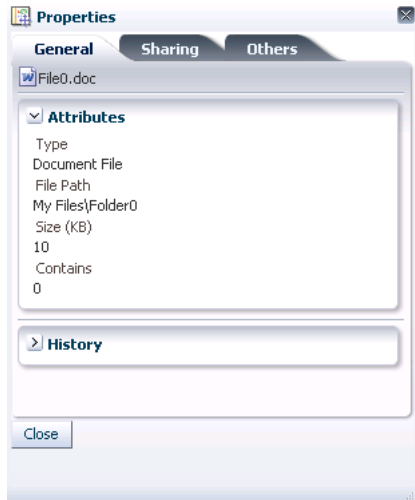 Properties
General Sharing Others
File0.doc
Attributes
Type
Document File
File Path
My Files\Folder0
Size (KB)
10
Contains
0
History
Close